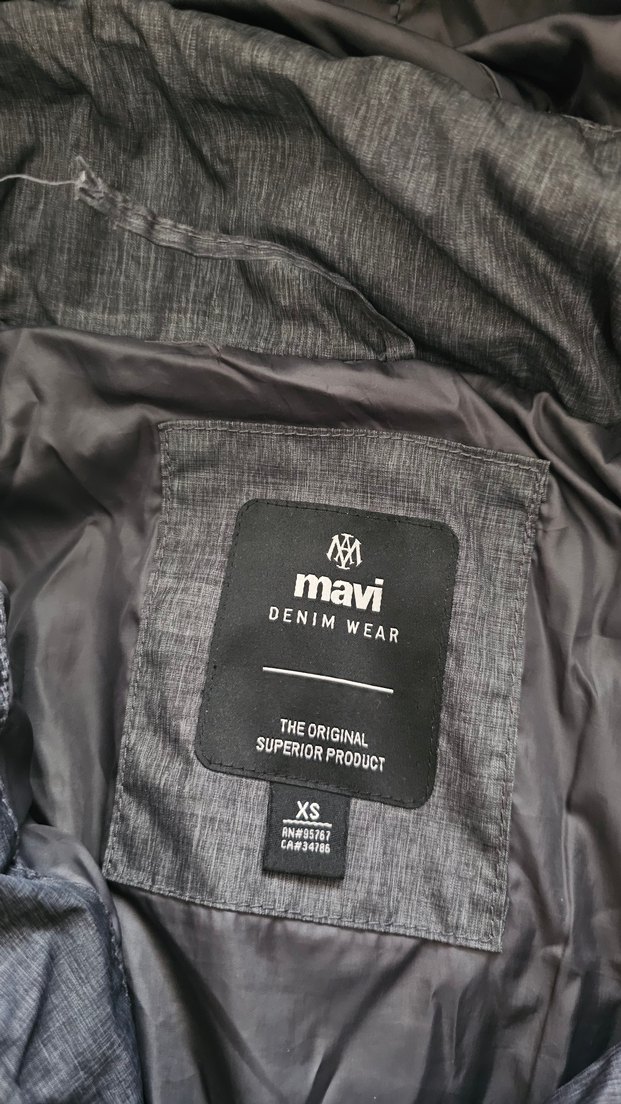 mavi
DENIM WEAR
THE ORIGINAL
SUPERIOR PRODUCT
XS
RN#95767
CA#34786